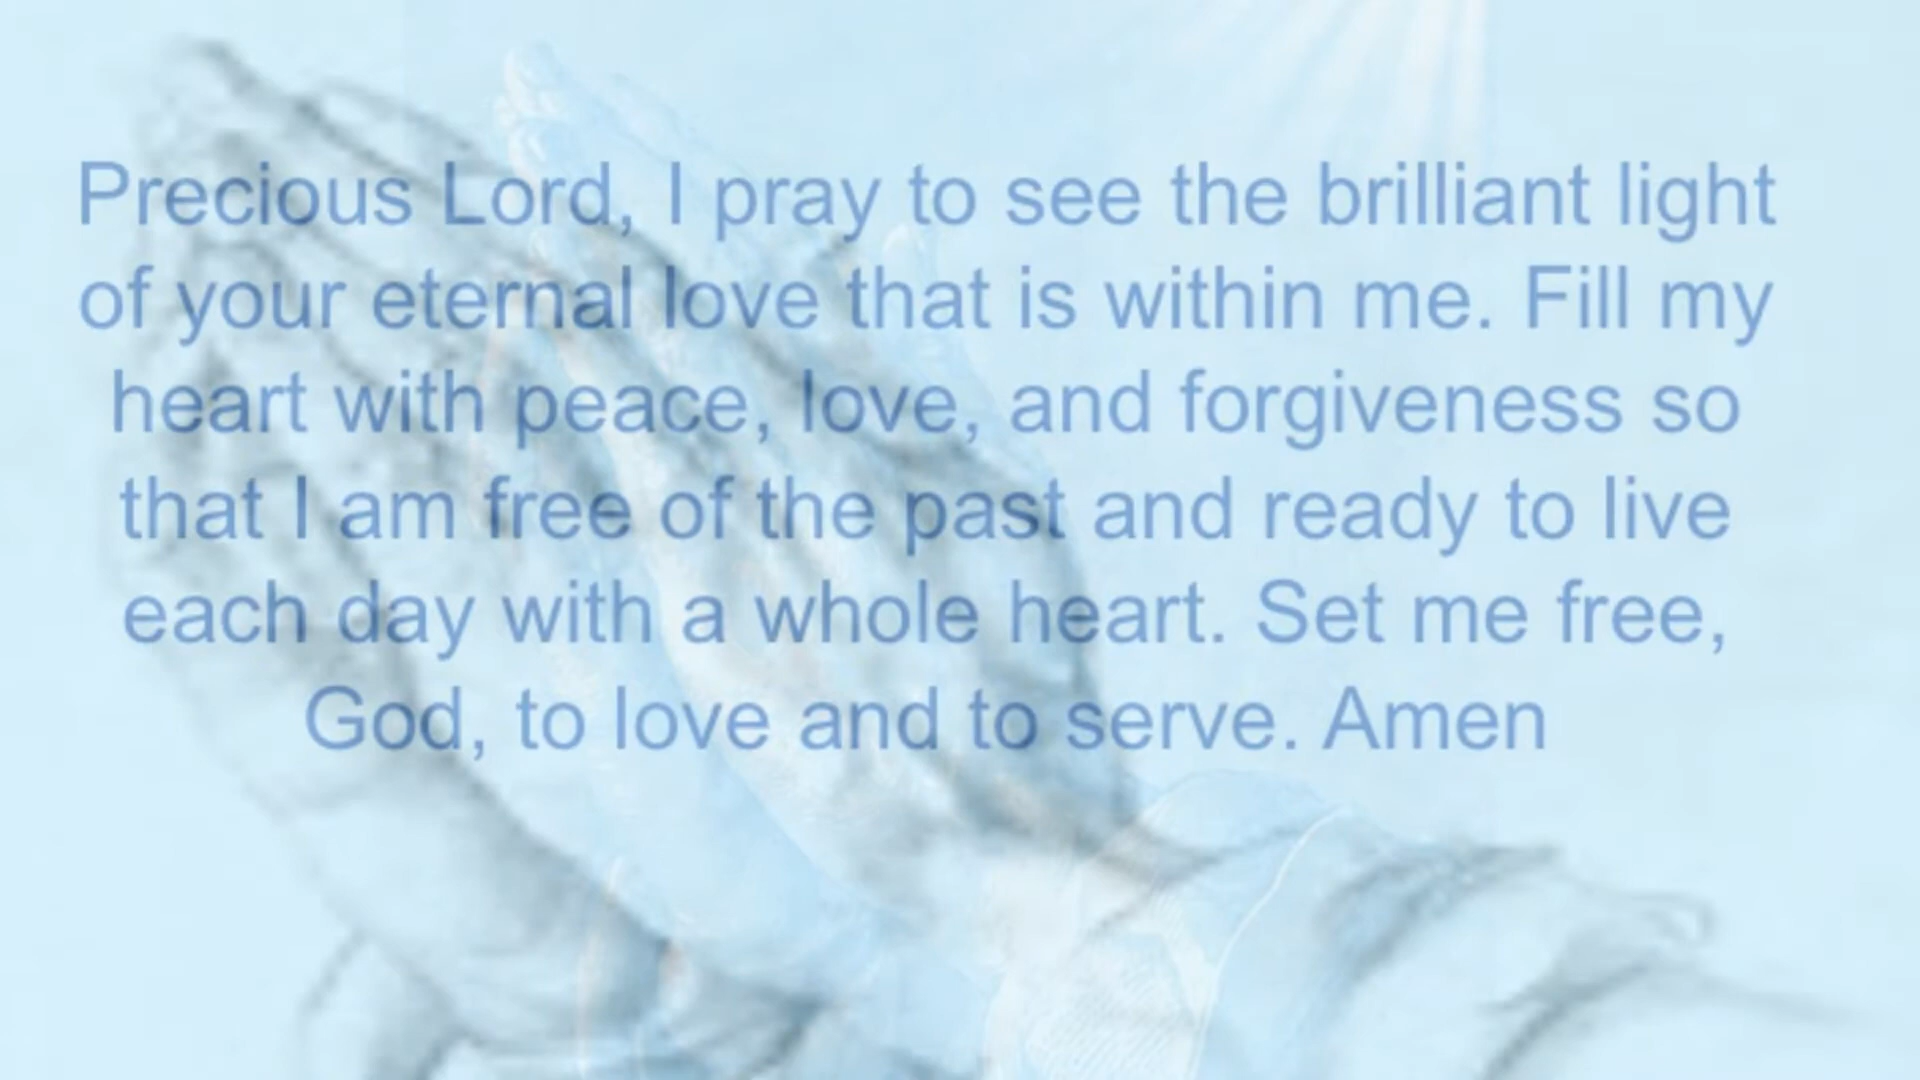 Precious Lord, I pray to see the brilliant light
of your eternal love that is within me. Fill my
heart with peace, love, and forgiveness so
that I am free of the past and ready to live
each day with a whole heart. Set me free,
God, to love and to serve. Amen